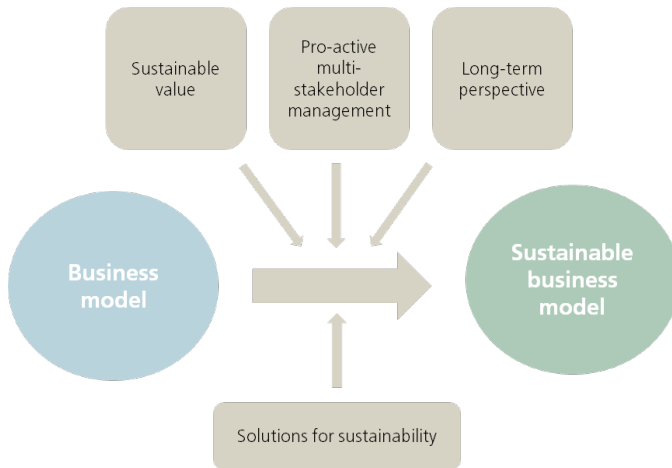 Sustainable
value
Pro-active
multi-
stakeholder
management
Long-term
perspective
Business
model
Sustainable
business
model
Solutions for sustainability